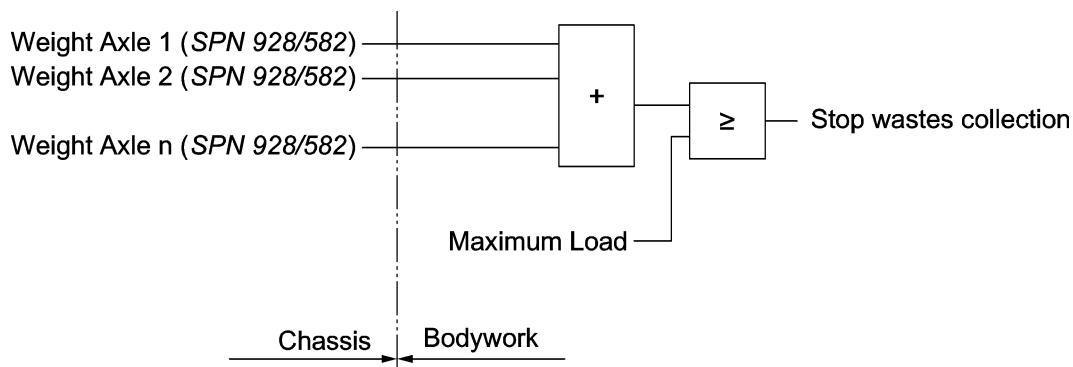 Weight Axle 1 (SPN 928/582)
Weight Axle 2 (SPN 928/582)
Weight Axle n (SPN 928/582)
+
≥
Stop wastes collection
Maximum Load
Chassis
Bodywork